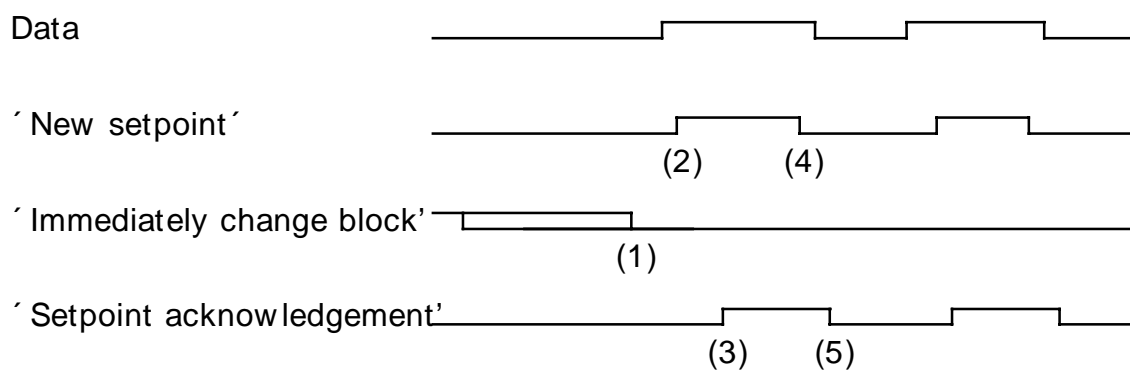 Data
´ New setpoint´
(2) (4)
´ Immediately change block’
(1)
´ Setpoint acknowledgement’
(3) (5)